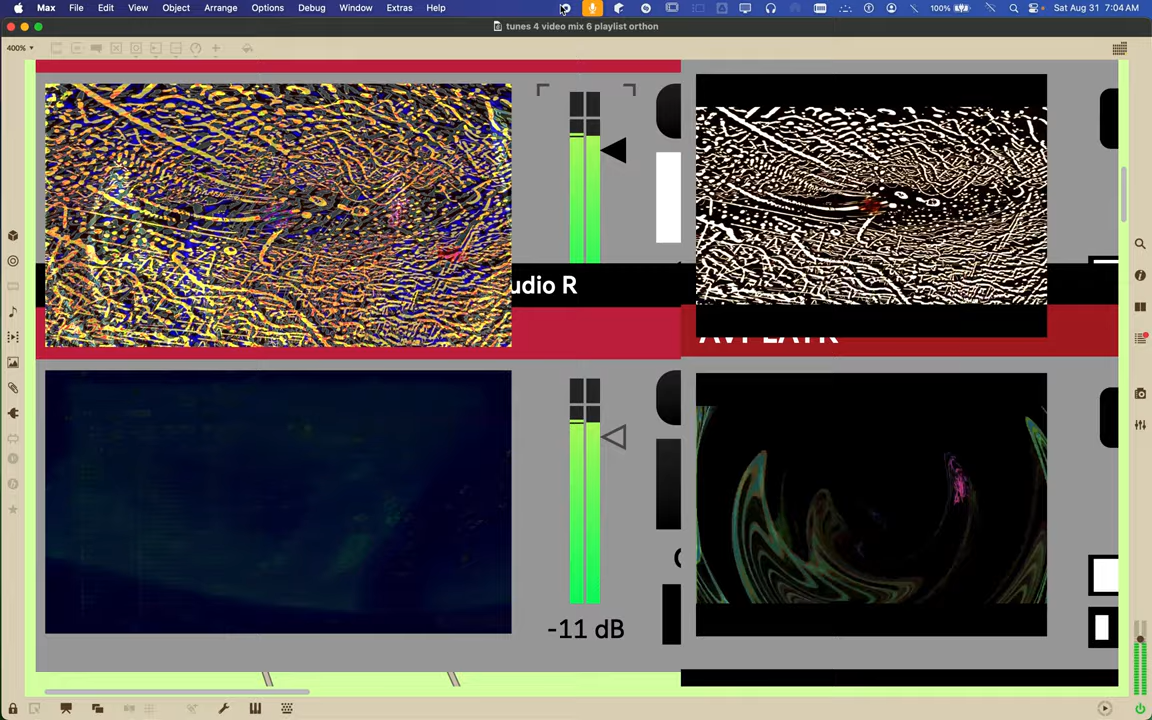 Max File Edit View Object Arrange Options Debug Window Extras Help 100% Sat Aug 31 7:04 AM
tunes 4 video mix 6 playlist orthon
400%
udio R
-11 dB